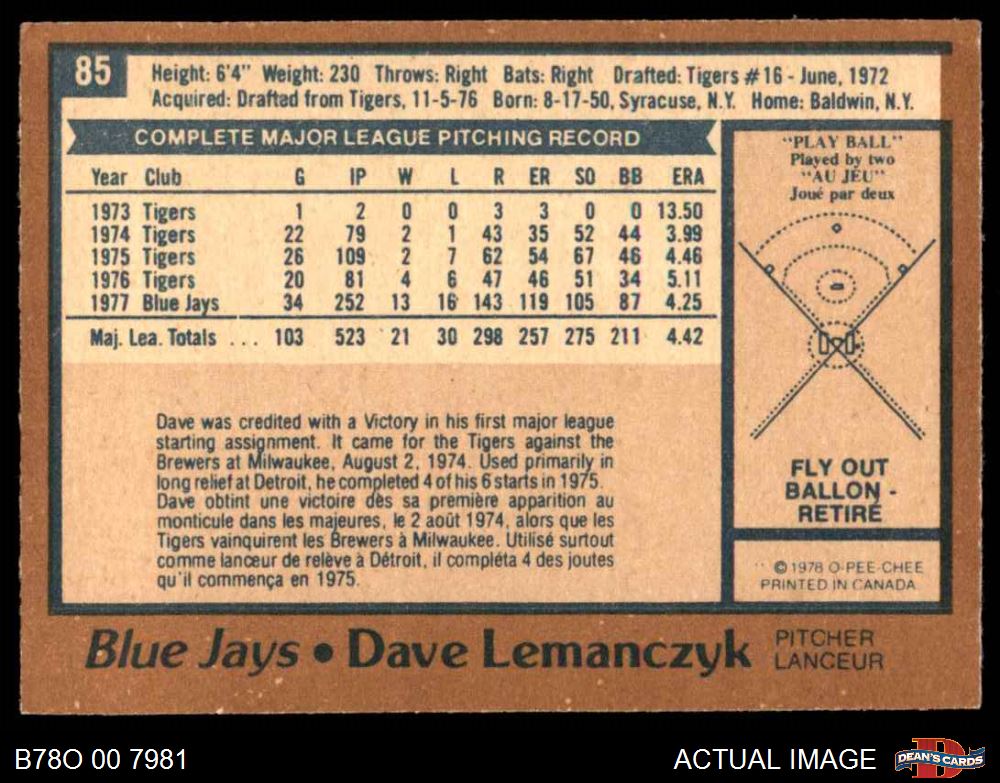 85
Height: 6'4" Weight: 230 Throws: Right Bats: Right Drafted: Tigers #16 - June, 1972
Acquired: Drafted from Tigers, 11-5-76 Born: 8-17-50, Syracuse, N.Y. Home: Baldwin, N.Y.
COMPLETE MAJOR LEAGUE PITCHING RECORD
Year Club G IP W L R ER SO BB ERA
1973 Tigers 1 2 0 0 3 3 0 0 13.50
1974 Tigers 22 79 2 1 43 35 52 44 3.99
1975 Tigers 26 109 2 7 62 54 67 46 4.46
1976 Tigers 20 81 4 6 47 46 51 34 5.11
1977 Blue Jays 34 252 13 16 143 119 105 87 4.25
Maj. Lea. Totals ... 103 523 21 30 298 257 275 211 4.42
Dave was credited with a Victory in his first major league
starting assignment. It came for the Tigers against the
Brewers at Milwaukee, August 2, 1974. Used primarily in
long relief at Detroit, he completed 4 of his 6 starts in 1975.
Dave obtint une victoire dès sa première apparition au
monticule dans les majeures, le 2 août 1974, alors que les
Tigers vainquirent les Brewers à Milwaukee. Utilisé surtout
comme lanceur de relève à Détroit, il compléta 4 des joutes
qu'il commença en 1975.
"PLAY BALL"
Played by two
"AU JEU"
Joué par deux
FLY OUT
BALLON -
RETIRÉ
©1978 O-PEE-CHEE
PRINTED IN CANADA
Blue Jays • Dave Lemanczyk
PITCHER
LANCEUR
B78O 00 7981
ACTUAL IMAGE
D
DEAN'S CARDS